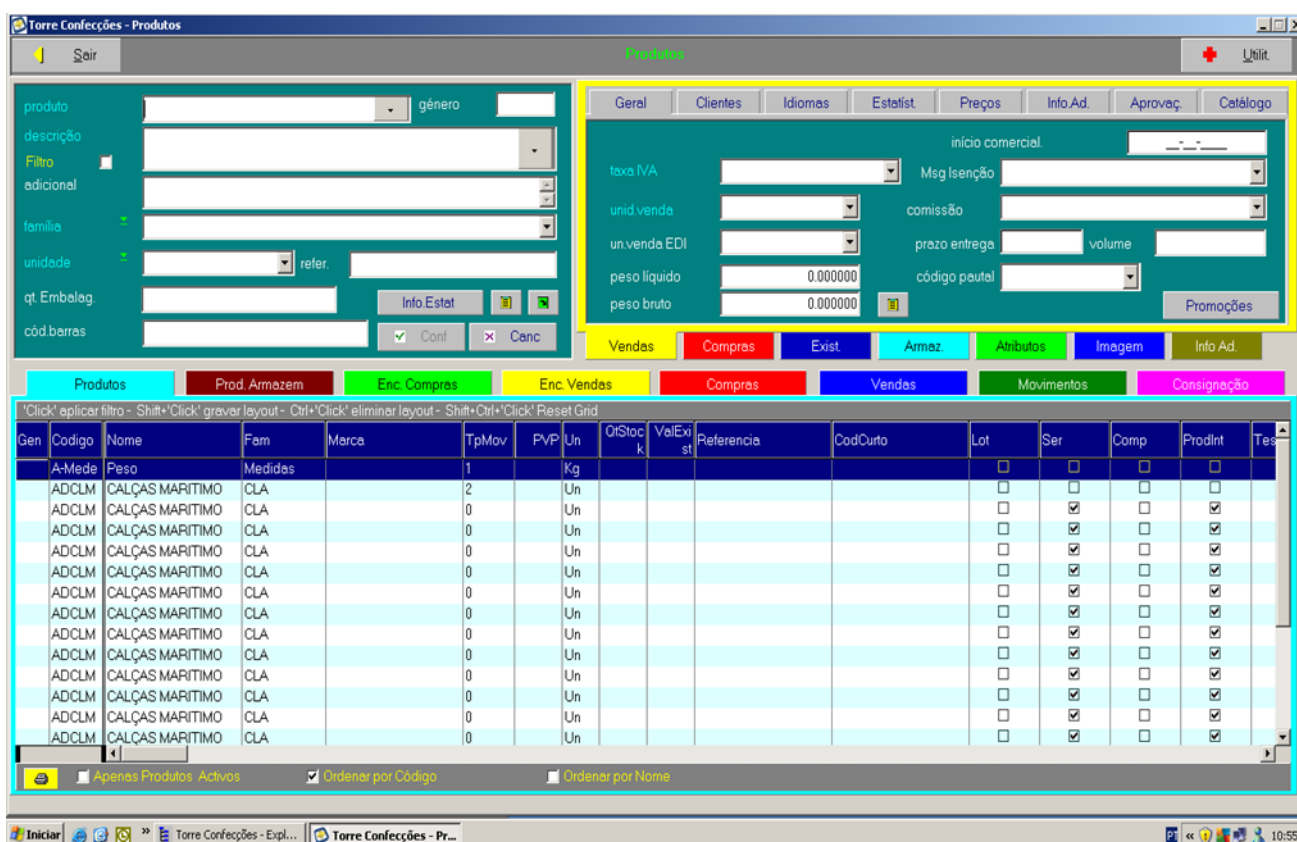 Torre Confecções - Produtos
Sair Produtos Utilit.
produto género
descrição
Filtro
adicional
família
unidade refer.
qt. Embalag. Info.Estat
cód.barras Conf Canc
Geral Clientes Idiomas Estatíst. Preços Info.Ad. Aprovaç. Catálogo
início comercial. __-__-____
taxa IVA Msg Isenção
unid.venda comissão
un.venda EDI prazo entrega volume
peso líquido 0.000000 código pautal
peso bruto 0.000000 Promoções
Vendas Compras Exist. Armaz. Atributos Imagem Info Ad.
Produtos Prod. Armazem Enc. Compras Enc. Vendas Compras Vendas Movimentos Consignação
'Click' aplicar filtro - Shift+'Click' gravar layout - Ctrl+'Click' eliminar layout - Shift+Ctrl+'Click' Reset Grid
Gen Codigo Nome Fam Marca TpMov PVP Un QtStock ValExist Referencia CodCurto Lot Ser Comp ProdInt Tes
A-Mede Peso Medidas 1 Kg
ADCLM CALÇAS MARITIMO CLA 2 Un
ADCLM CALÇAS MARITIMO CLA 0 Un
ADCLM CALÇAS MARITIMO CLA 0 Un
ADCLM CALÇAS MARITIMO CLA 0 Un
ADCLM CALÇAS MARITIMO CLA 0 Un
ADCLM CALÇAS MARITIMO CLA 0 Un
ADCLM CALÇAS MARITIMO CLA 0 Un
ADCLM CALÇAS MARITIMO CLA 0 Un
ADCLM CALÇAS MARITIMO CLA 0 Un
ADCLM CALÇAS MARITIMO CLA 0 Un
ADCLM CALÇAS MARITIMO CLA 0 Un
ADCLM CALÇAS MARITIMO CLA 0 Un
ADCLM CALÇAS MARITIMO CLA 0 Un
Apenas Produtos Activos Ordenar por Código Ordenar por Nome
Iniciar » Torre Confecções - Expl... Torre Confecções - Pr... PT « 10:55